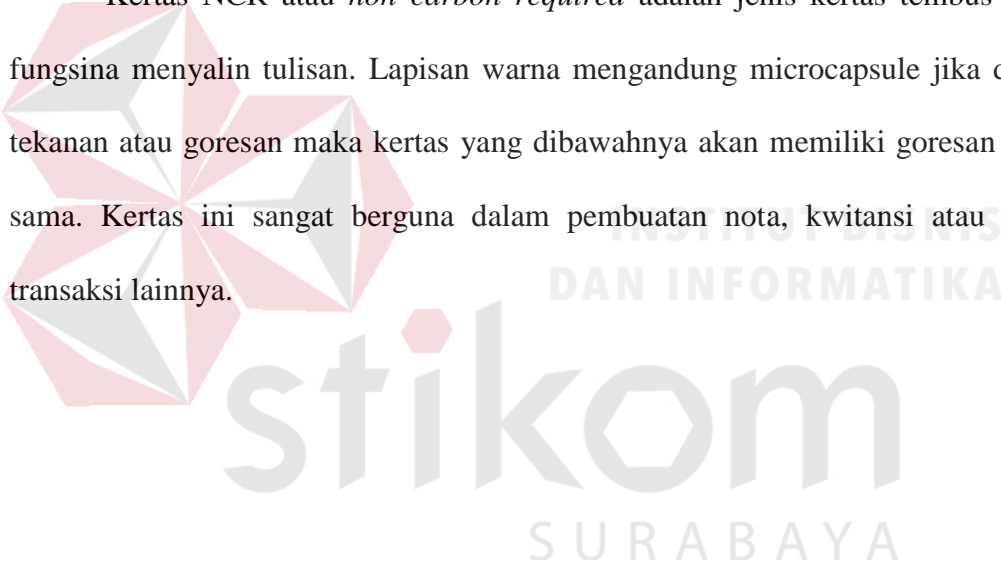 Kertas NCR atau non carbon required adalah jenis kertas tembus
fungsina menyalin tulisan. Lapisan warna mengandung microcapsule jika
tekanan atau goresan maka kertas yang dibawahnya akan memiliki goresan
sama. Kertas ini sangat berguna dalam pembuatan nota, kwitansi atau
INSTITUT BISNIS
transaksi lainnya.
DAN INFORMATIKA
stikom
SURABAYA